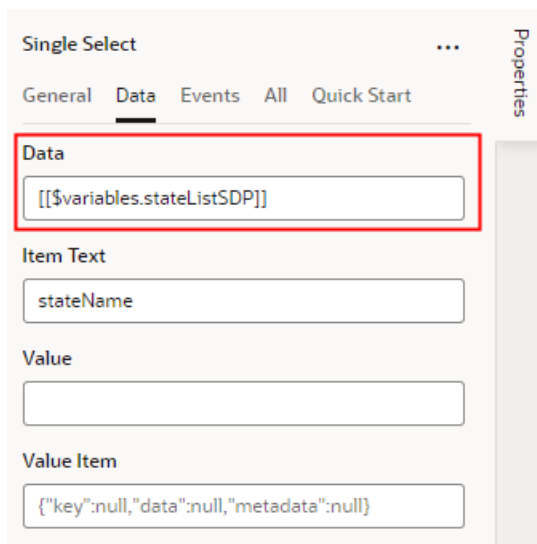 Single Select
...
General Data Events All Quick Start
Data
[[$variables.stateListSDP]]
Item Text
stateName
Value
Value Item
{"key":null,"data":null,"metadata":null}
Properties